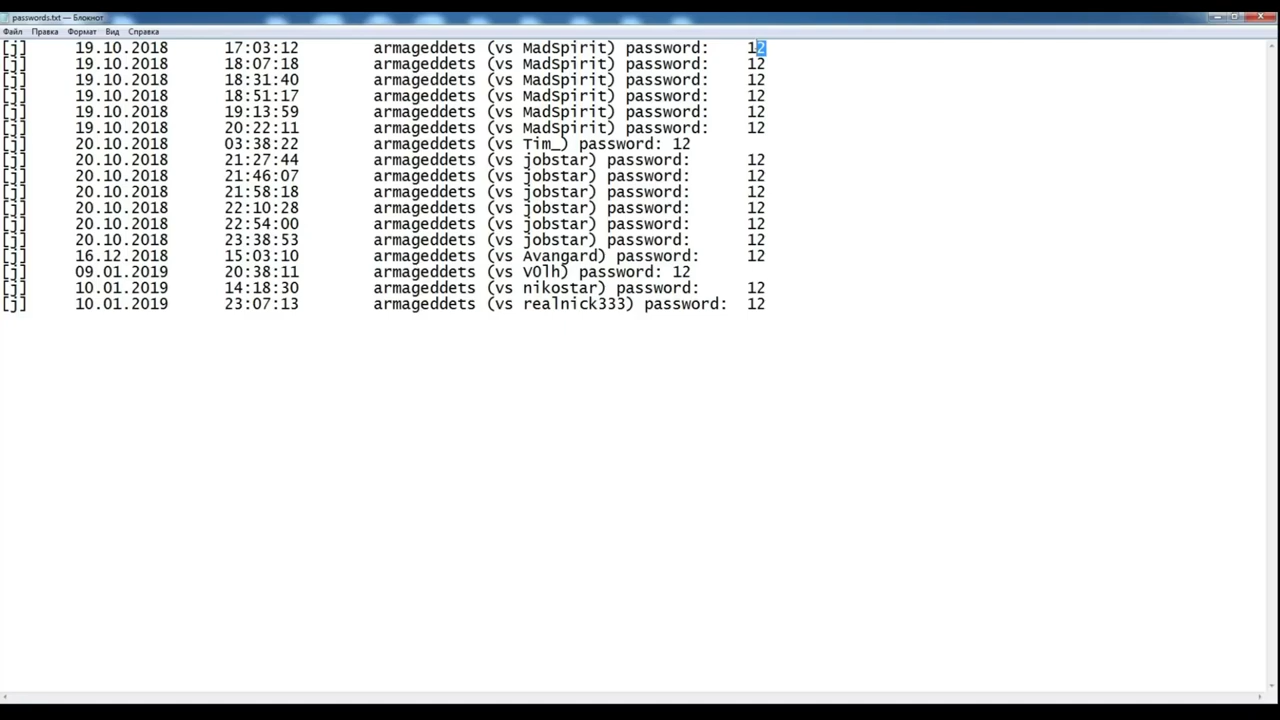 passwords.txt — Блокнот
Файл Правка Формат Вид Справка
[j] 19.10.2018 17:03:12 armageddets (vs MadSpirit) password: 12
[j] 19.10.2018 18:07:18 armageddets (vs MadSpirit) password: 12
[j] 19.10.2018 18:31:40 armageddets (vs MadSpirit) password: 12
[j] 19.10.2018 18:51:17 armageddets (vs MadSpirit) password: 12
[j] 19.10.2018 19:13:59 armageddets (vs MadSpirit) password: 12
[j] 19.10.2018 20:22:11 armageddets (vs MadSpirit) password: 12
[j] 20.10.2018 03:38:22 armageddets (vs Tim_) password: 12
[j] 20.10.2018 21:27:44 armageddets (vs jobstar) password: 12
[j] 20.10.2018 21:46:07 armageddets (vs jobstar) password: 12
[j] 20.10.2018 21:58:18 armageddets (vs jobstar) password: 12
[j] 20.10.2018 22:10:28 armageddets (vs jobstar) password: 12
[j] 20.10.2018 22:54:00 armageddets (vs jobstar) password: 12
[j] 20.10.2018 23:38:53 armageddets (vs jobstar) password: 12
[j] 16.12.2018 15:03:10 armageddets (vs Avangard) password: 12
[j] 09.01.2019 20:38:11 armageddets (vs V0lh) password: 12
[j] 10.01.2019 14:18:30 armageddets (vs nikostar) password: 12
[j] 10.01.2019 23:07:13 armageddets (vs realnick333) password: 12